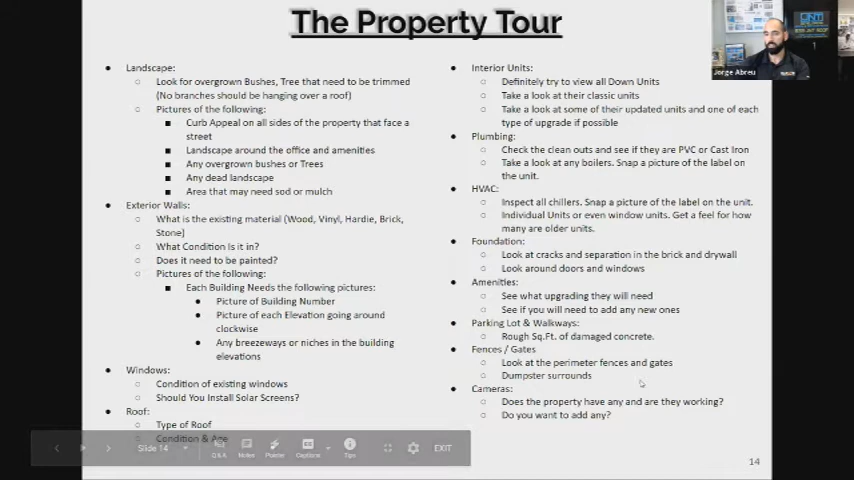 The Property Tour
Landscape:
Look for overgrown Bushes, Tree that need to be trimmed
(No branches should be hanging over a roof)
Pictures of the following:
Curb Appeal on all sides of the property that face a
street
Landscape around the office and amenities
Any overgrown bushes or Trees
Any dead landscape
Area that may need sod or mulch
Exterior Walls:
What is the existing material (Wood, Vinyl, Hardie, Brick,
Stone)
What Condition Is it in?
Does it need to be painted?
Pictures of the following:
Each Building Needs the following pictures:
Picture of Building Number
Picture of each Elevation going around
clockwise
Any breezeways or niches in the building
elevations
Windows:
Condition of existing windows
Should You Install Solar Screens?
Roof:
Type of Roof
Condition & Age
Interior Units:
Definitely try to view all Down Units
Take a look at their classic units
Take a look at some of their updated units and one of each
type of upgrade if possible
Plumbing:
Check the clean outs and see if they are PVC or Cast Iron
Take a look at any boilers. Snap a picture of the label on
the unit.
HVAC:
Inspect all chillers. Snap a picture of the label on the unit.
Individual Units or even window units. Get a feel for how
many are older units.
Foundation:
Look at cracks and separation in the brick and drywall
Look around doors and windows
Amenities:
See what upgrading they will need
See if you will need to add any new ones
Parking Lot & Walkways:
Rough Sq.Ft. of damaged concrete.
Fences / Gates
Look at the perimeter fences and gates
Dumpster surrounds
Cameras:
Does the property have any and are they working?
Do you want to add any?
Jorge Abreu
Slide 14
Q&A
Notes
Pointer
Captions
Tips
EXIT
14